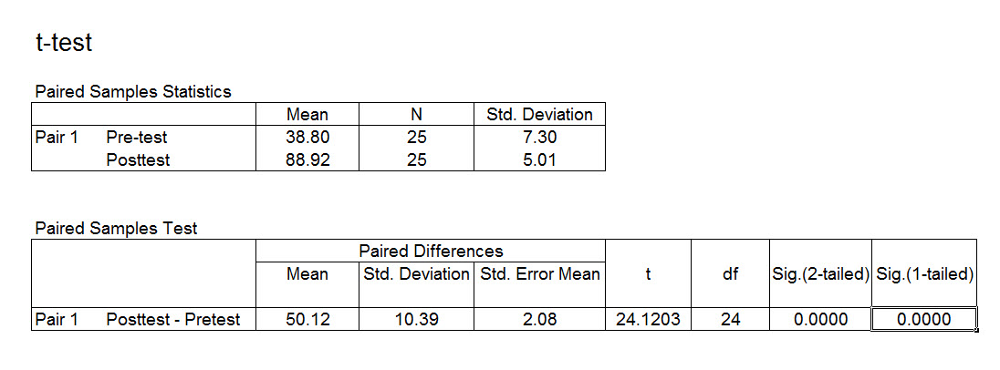 t-test
Paired Samples Statistics
Mean N Std. Deviation
Pair 1 Pre-test 38.80 25 7.30
Posttest 88.92 25 5.01
Paired Samples Test
Paired Differences
Mean Std. Deviation Std. Error Mean t df Sig.(2-tailed) Sig.(1-tailed)
Pair 1 Posttest - Pretest 50.12 10.39 2.08 24.1203 24 0.0000 0.0000